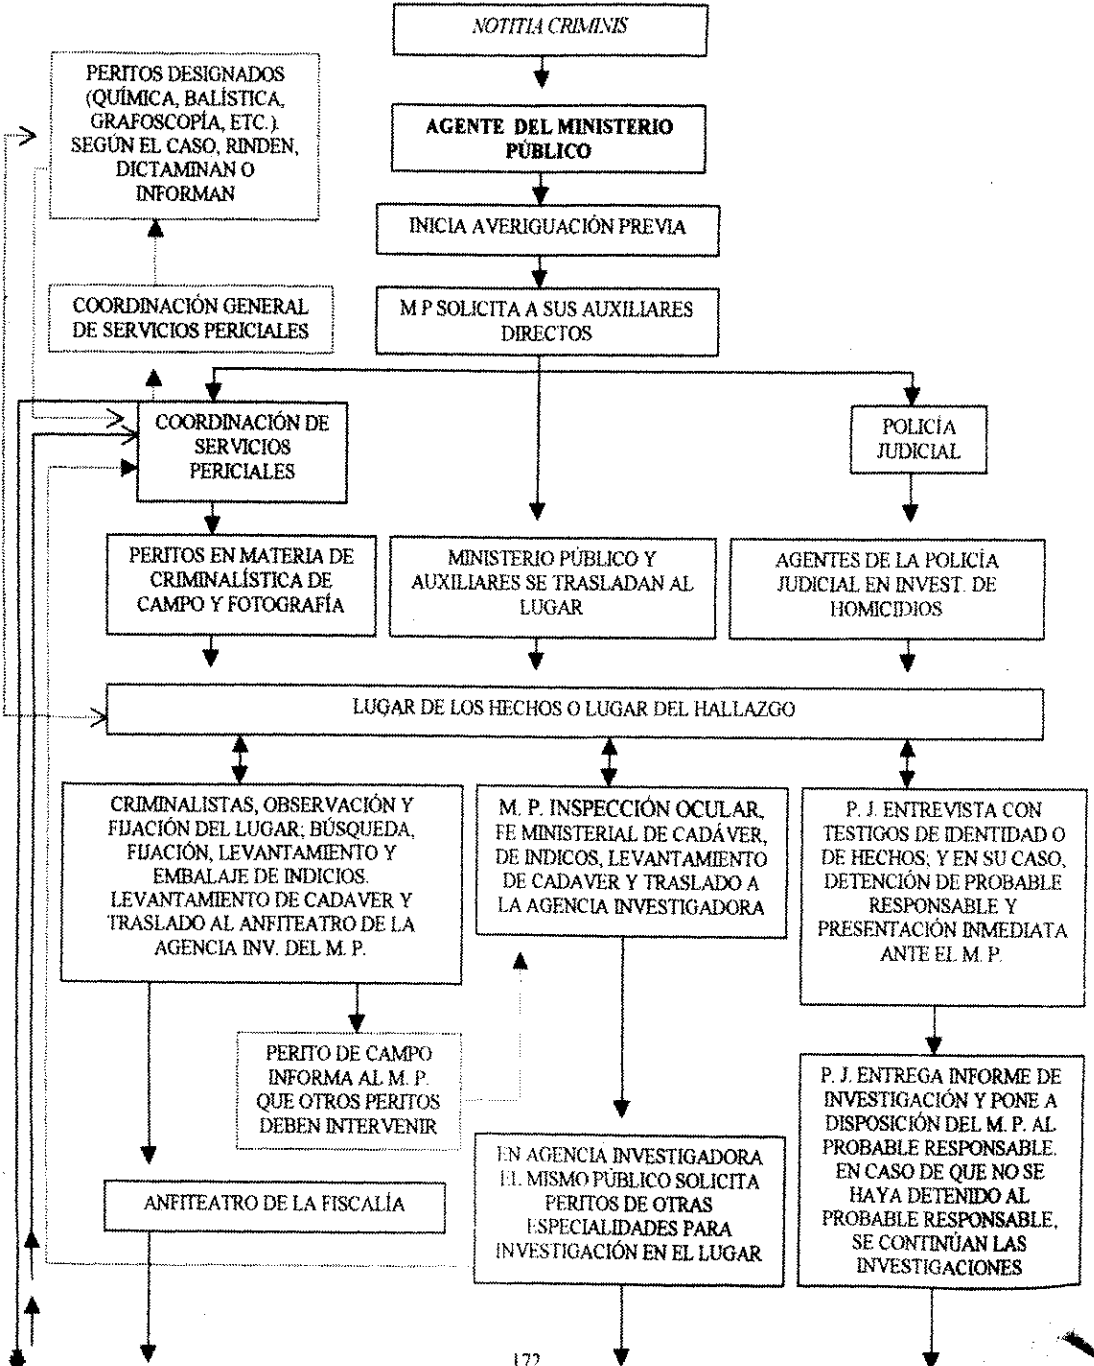 NOTITIA CRIMINIS
PERITOS DESIGNADOS
(QUÍMICA, BALÍSTICA,
GRAFOSCOPÍA, ETC.).
SEGÚN EL CASO, RINDEN,
DICTAMINAN O
INFORMAN
AGENTE DEL MINISTERIO
PÚBLICO
INICIA AVERIGUACIÓN PREVIA
COORDINACIÓN GENERAL
DE SERVICIOS PERICIALES
M P SOLICITA A SUS AUXILIARES
DIRECTOS
COORDINACIÓN DE
SERVICIOS
PERICIALES
POLICÍA
JUDICIAL
PERITOS EN MATERIA DE
CRIMINALÍSTICA DE
CAMPO Y FOTOGRAFÍA
MINISTERIO PÚBLICO Y
AUXILIARES SE TRASLADAN AL
LUGAR
AGENTES DE LA POLICÍA
JUDICIAL EN INVEST. DE
HOMICIDIOS
LUGAR DE LOS HECHOS O LUGAR DEL HALLAZGO
CRIMINALISTAS, OBSERVACIÓN Y
FIJACIÓN DEL LUGAR; BÚSQUEDA,
FIJACIÓN, LEVANTAMIENTO Y
EMBALAJE DE INDICIOS.
LEVANTAMIENTO DE CADAVER Y
TRASLADO AL ANFITEATRO DE LA
AGENCIA INV. DEL M. P.
M. P. INSPECCIÓN OCULAR,
FE MINISTERIAL DE CADÁVER,
DE INDICOS, LEVANTAMIENTO
DE CADAVER Y TRASLADO A
LA AGENCIA INVESTIGADORA
P. J. ENTREVISTA CON
TESTIGOS DE IDENTIDAD O
DE HECHOS; Y EN SU CASO,
DETENCIÓN DE PROBABLE
RESPONSABLE Y
PRESENTACIÓN INMEDIATA
ANTE EL M. P.
PERITO DE CAMPO
INFORMA AL M. P.
QUE OTROS PERITOS
DEBEN INTERVENIR
P. J. ENTREGA INFORME DE
INVESTIGACIÓN Y PONE A
DISPOSICIÓN DEL M. P. AL
PROBABLE RESPONSABLE.
EN CASO DE QUE NO SE
HAYA DETENIDO AL
PROBABLE RESPONSABLE,
SE CONTINÚAN LAS
INVESTIGACIONES
EN AGENCIA INVESTIGADORA
EL MISMO PÚBLICO SOLICITA
PERITOS DE OTRAS
ESPECIALIDADES PARA
INVESTIGACIÓN EN EL LUGAR
ANFITEATRO DE LA FISCALÍA
172